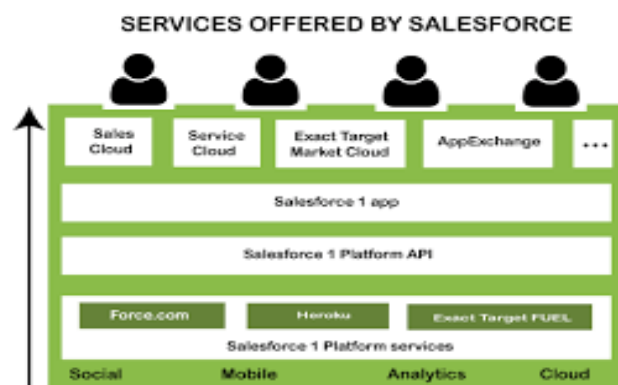 SERVICES OFFERED BY SALESFORCE
Sales
Cloud
Service
Cloud
Exact Target
Market Cloud
AppExchange
...
Salesforce 1 app
Salesforce 1 Platform API
Force.com
Heroku
Exact Target FUEL
Salesforce 1 Platform services
Social Mobile Analytics Cloud